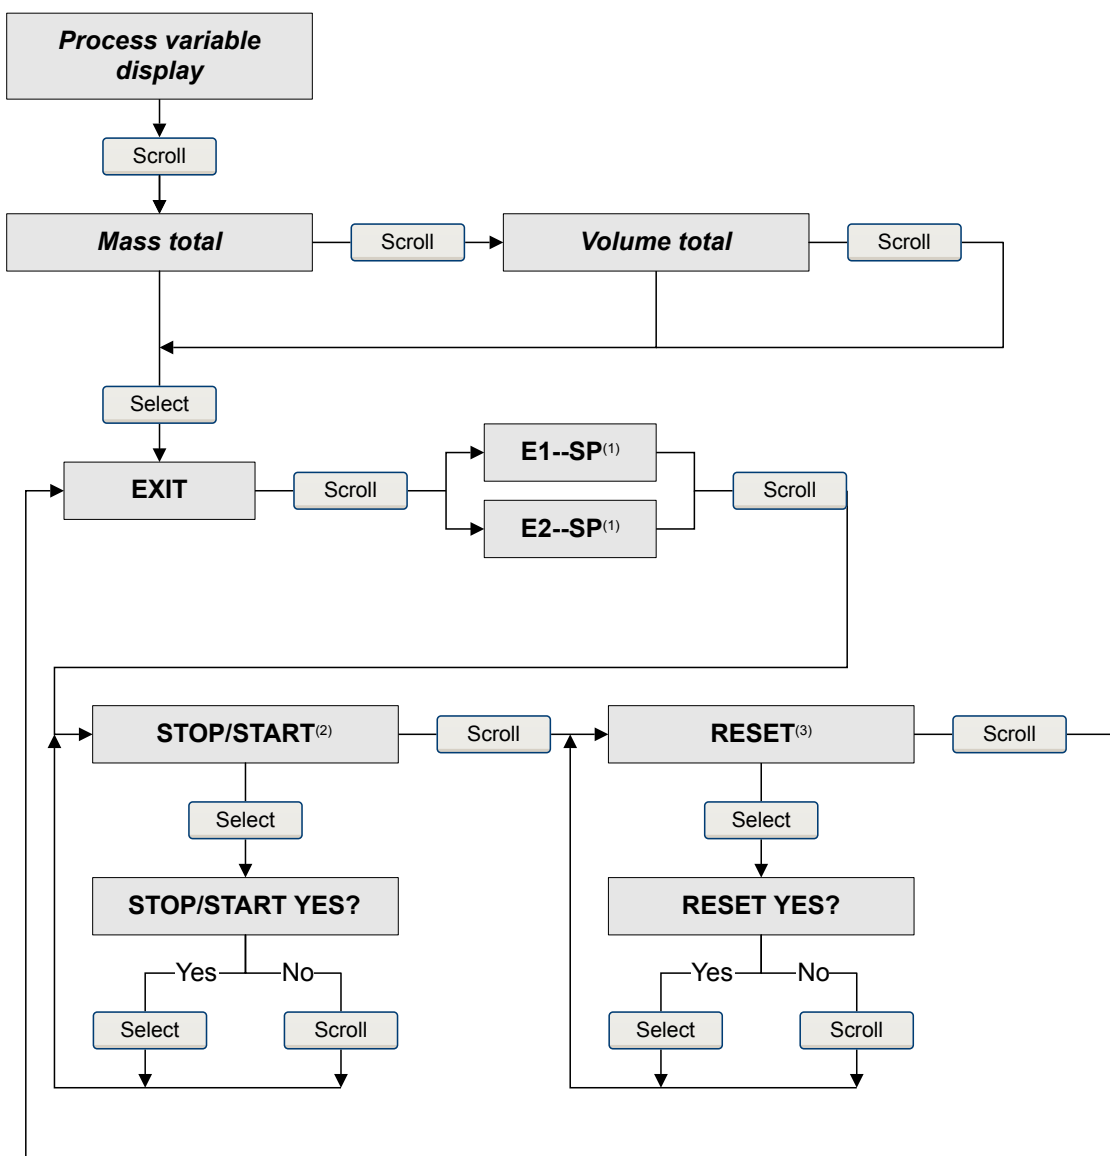 Process variable
display
Scroll
Mass total
Scroll
Volume total
Scroll
Select
EXIT
Scroll
E1--SP(1)
E2--SP(1)
Scroll
STOP/START(2)
Scroll
RESET(3)
Scroll
Select
Select
STOP/START YES?
RESET YES?
Yes
No
Yes
No
Select
Scroll
Select
Scroll